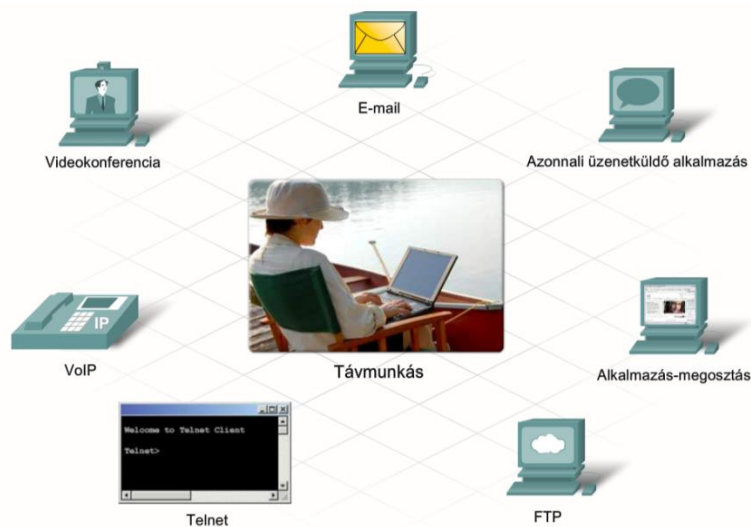 E-mail
Videokonferencia
Azonnali üzenetküldő alkalmazás
IP
VoIP
Távmunkás
Alkalmazás-megosztás
Welcome to Telnet Client
Telnet>
Telnet
FTP